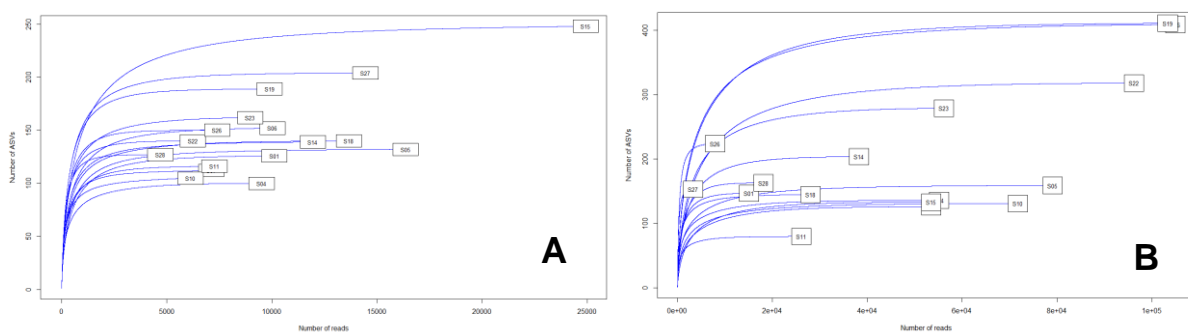 250
200
150
100
50
0
Number of ASVs
S15
S27
S19
S23
S06
S26
S22
S14
S18
S05
S28
S01
S11
S10
S04
A
0
5000
10000
15000
20000
25000
Number of reads
400
300
200
100
0
Number of ASVs
S19
S22
S23
S26
S14
S27
S28
S01
S18
S05
S15
S10
S11
B
0e+00
2e+04
4e+04
6e+04
8e+04
1e+05
Number of reads